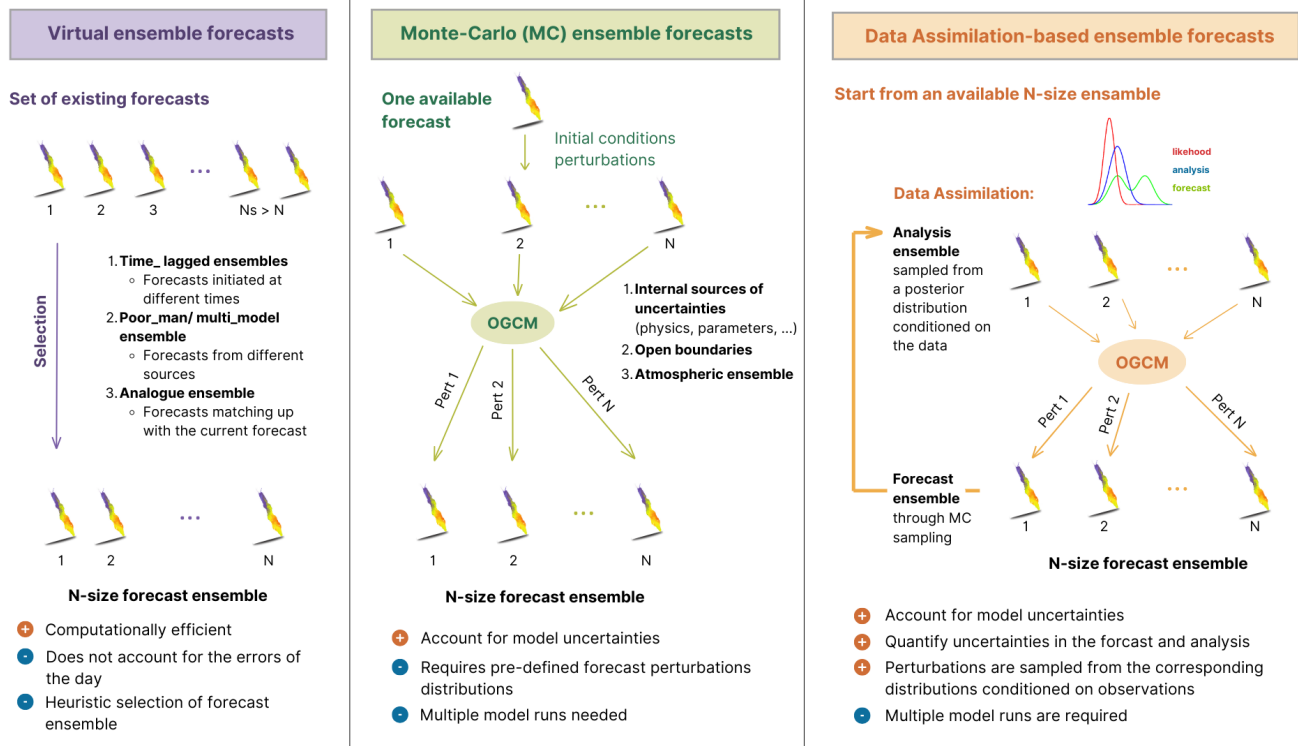 Virtual ensemble forecasts
Set of existing forecasts
1
2
3
...
Ns > N
Selection
1. Time_ lagged ensembles
Forecasts initiated at
different times
2. Poor_man/ multi_model
ensemble
Forecasts from different
sources
3. Analogue ensemble
Forecasts matching up
with the current forecast
...
1
2
N
N-size forecast ensemble
+ Computationally efficient
- Does not account for the errors of
the day
- Heuristic selection of forecast
ensemble
Monte-Carlo (MC) ensemble forecasts
One available
forecast
Initial conditions
perturbations
...
1
2
N
OGCM
1. Internal sources of
uncertainties
(physics, parameters, ...)
2. Open boundaries
3. Atmospheric ensemble
Pert 1
Pert 2
Pert N
...
1
2
N
N-size forecast ensemble
+ Account for model uncertainties
- Requires pre-defined forecast perturbations
distributions
- Multiple model runs needed
Data Assimilation-based ensemble forecasts
Start from an available N-size ensamble
likehood
analysis
forecast
Data Assimilation:
Analysis
ensemble
sampled from
a posterior
distribution
conditioned on
the data
...
1
2
N
OGCM
Pert 1
Pert 2
Pert N
Forecast
ensemble
through MC
sampling
...
1
2
N
N-size forecast ensemble
+ Account for model uncertainties
+ Quantify uncertainties in the forcast and analysis
+ Perturbations are sampled from the corresponding
distributions conditioned on observations
- Multiple model runs are required